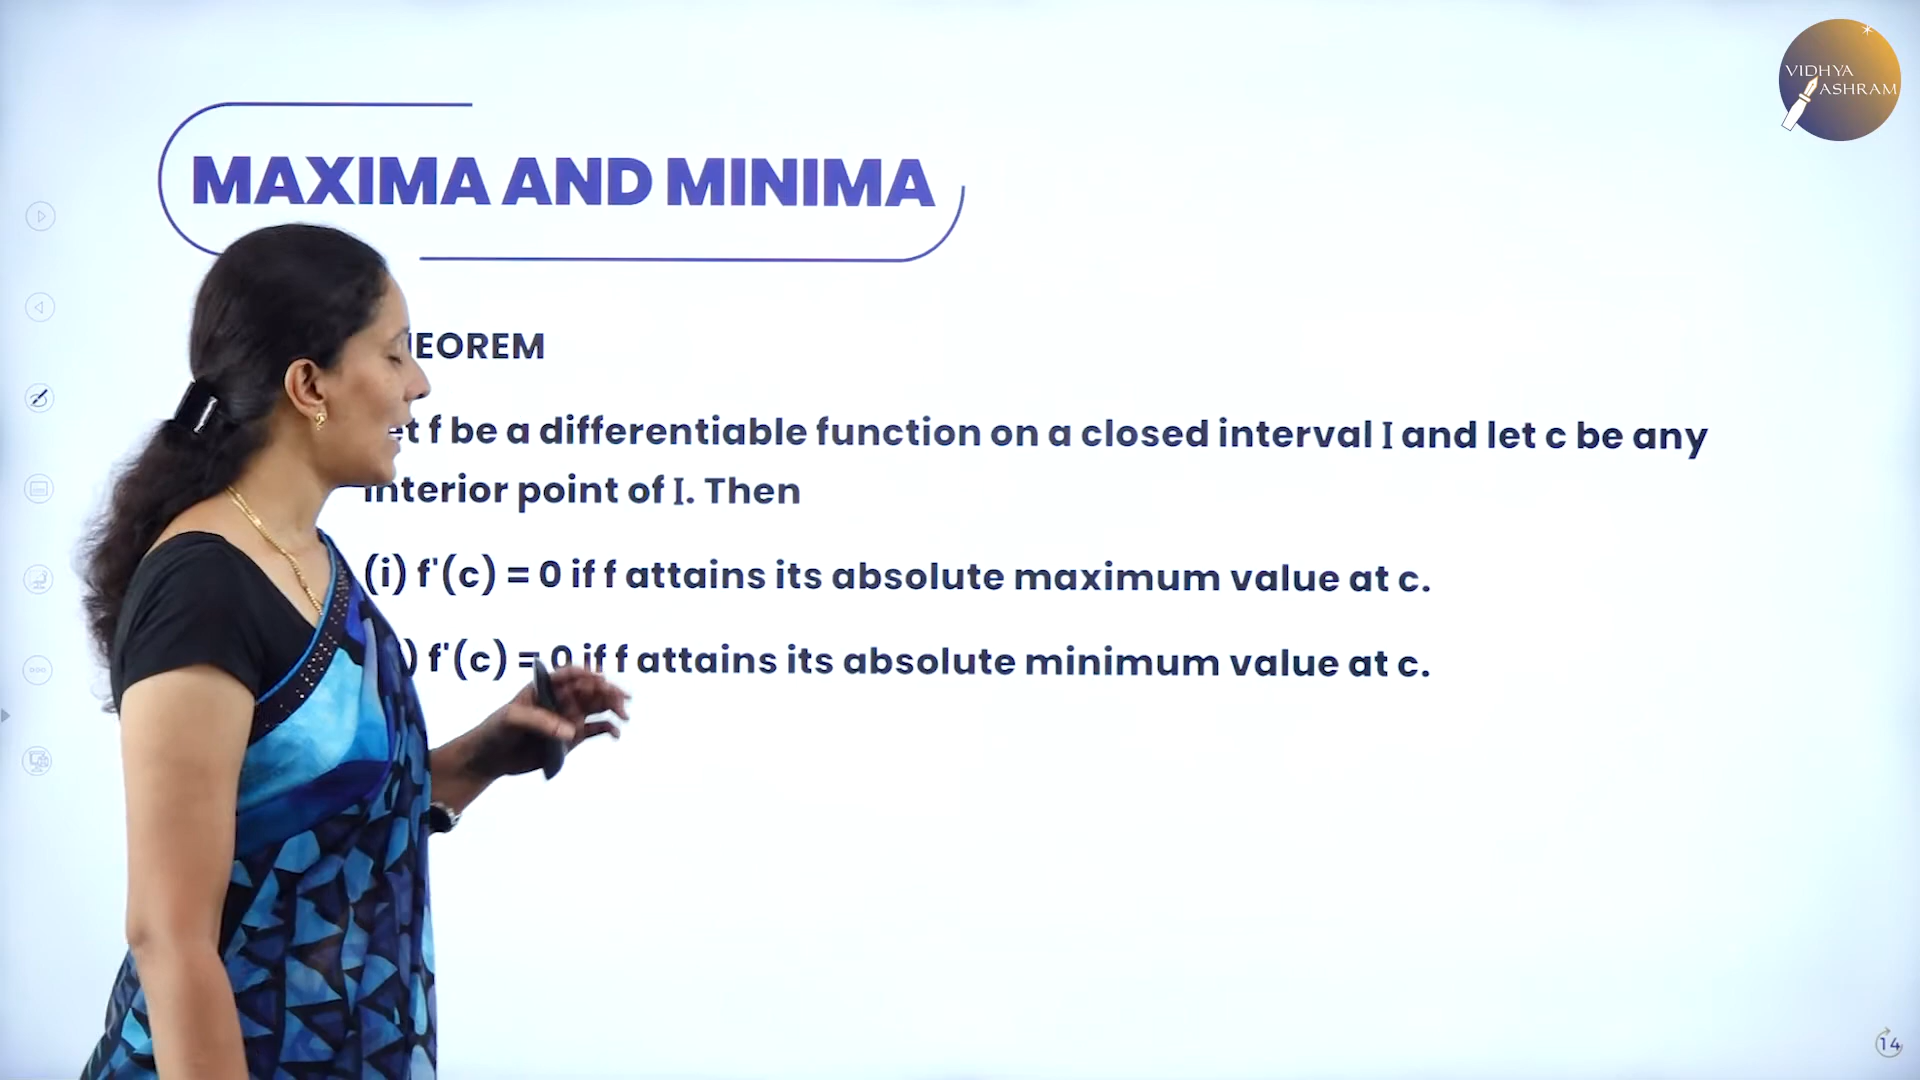 VIDHYA
ASHRAM
MAXIMA AND MINIMA
EOREM
f be a differentiable function on a closed interval I and let c be any
interior point of I. Then
(i) f'(c) = 0 if f attains its absolute maximum value at c.
) f'(c) = 0 if f attains its absolute minimum value at c.
14